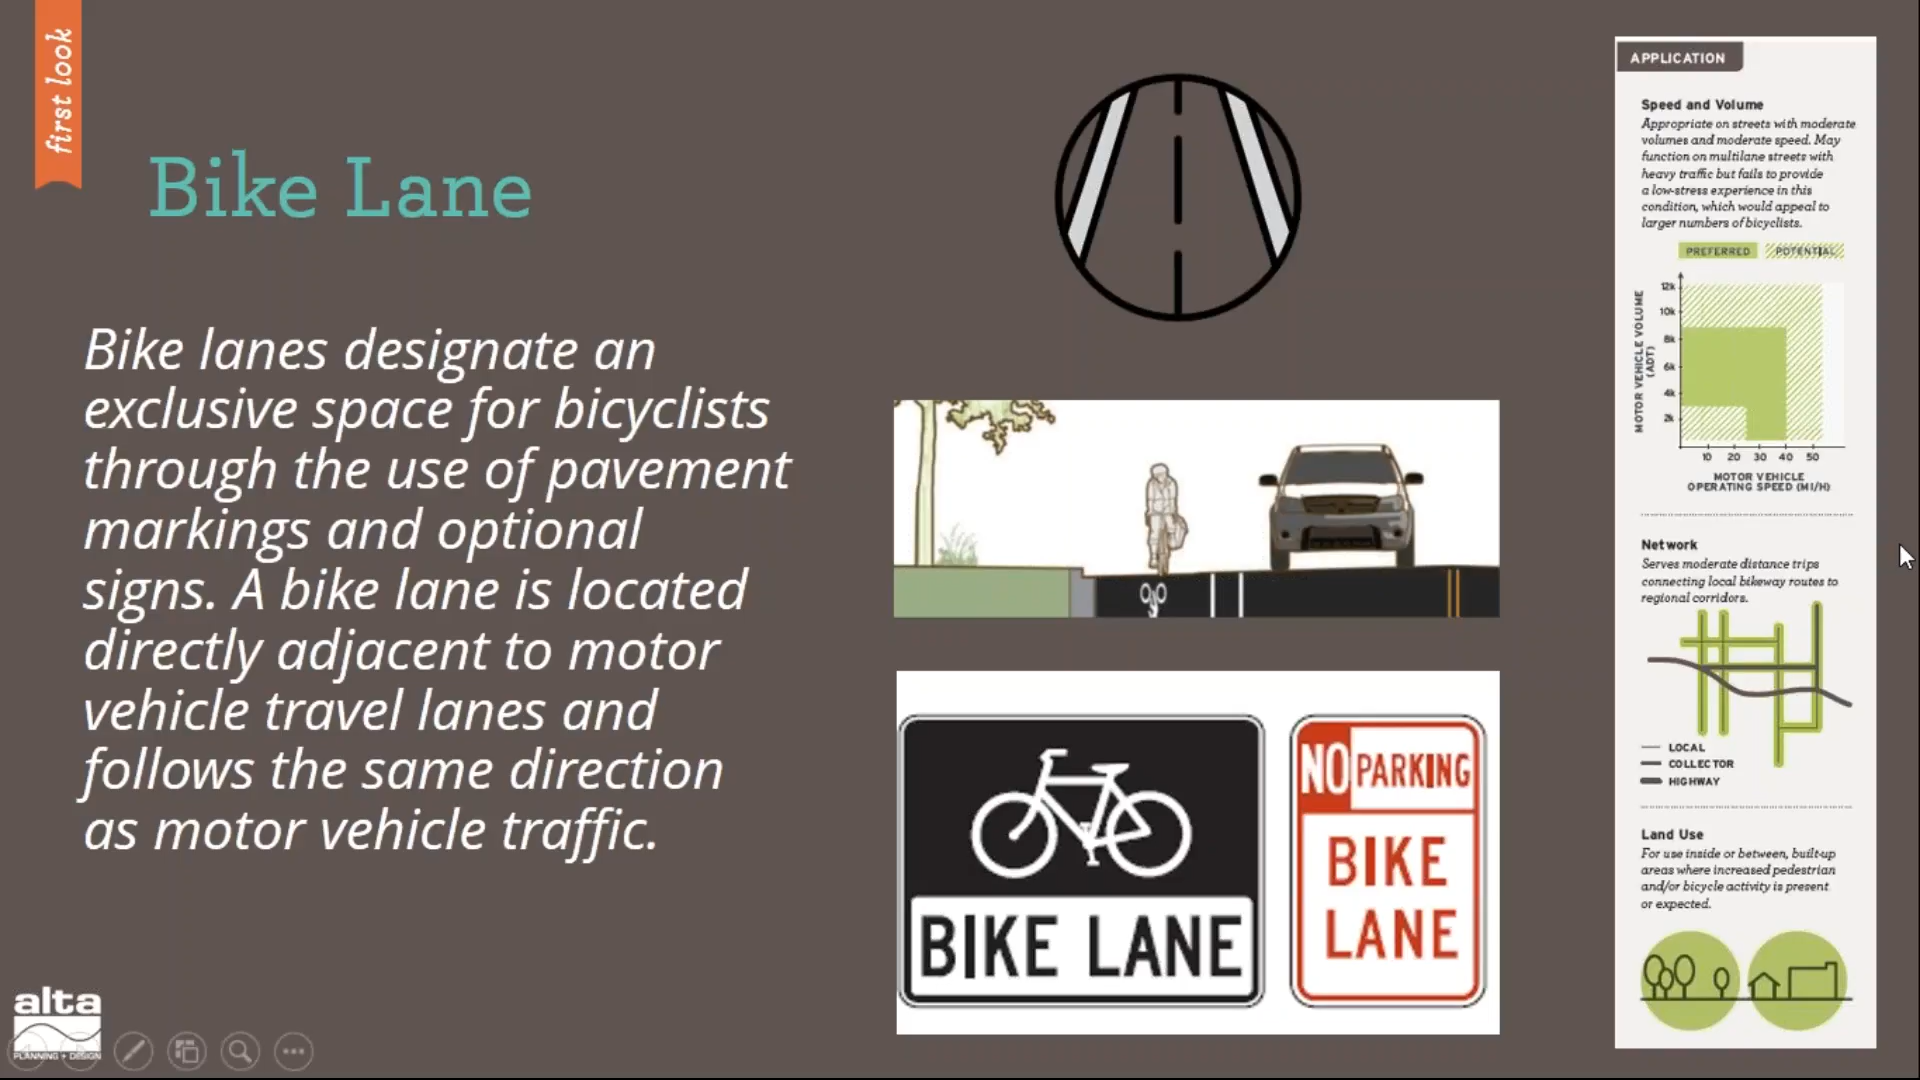 first look
Bike Lane
Bike lanes designate an
exclusive space for bicyclists
through the use of pavement
markings and optional
signs. A bike lane is located
directly adjacent to motor
vehicle travel lanes and
follows the same direction
as motor vehicle traffic.
BIKE LANE
NO PARKING
BIKE
LANE
APPLICATION
Speed and Volume
Appropriate on streets with moderate
volumes and moderate speed. May
function on multilane streets with
heavy traffic but fails to provide
a low-stress experience in this
condition, which would appeal to
larger numbers of bicyclists.
PREFERRED POTENTIAL
MOTOR VEHICLE VOLUME
(ADT)
12k
10k
8k
6k
4k
2k
10 20 30 40 50
MOTOR VEHICLE
OPERATING SPEED (MI/H)
Network
Serves moderate distance trips
connecting local bikeway routes to
regional corridors.
LOCAL
COLLECTOR
HIGHWAY
Land Use
For use inside or between, built-up
areas where increased pedestrian
and/or bicycle activity is present
or expected.
alta
PLANNING + DESIGN